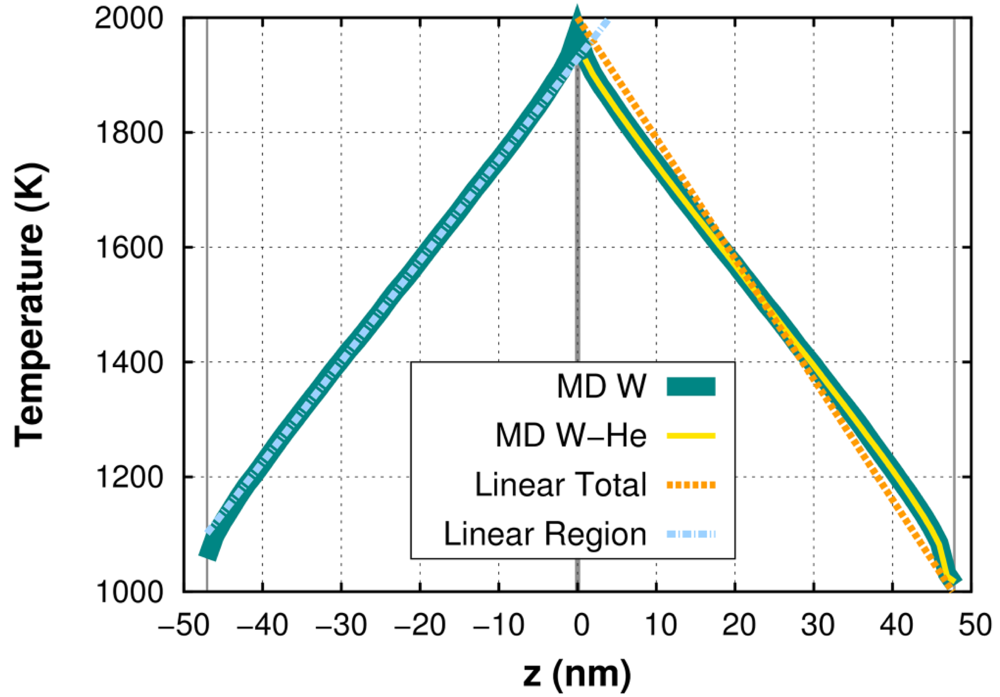 2000
1800
1600
1400
1200
1000
Temperature (K)
MD W
MD W–He
Linear Total
Linear Region
−50 −40 −30 −20 −10 0 10 20 30 40 50
z (nm)